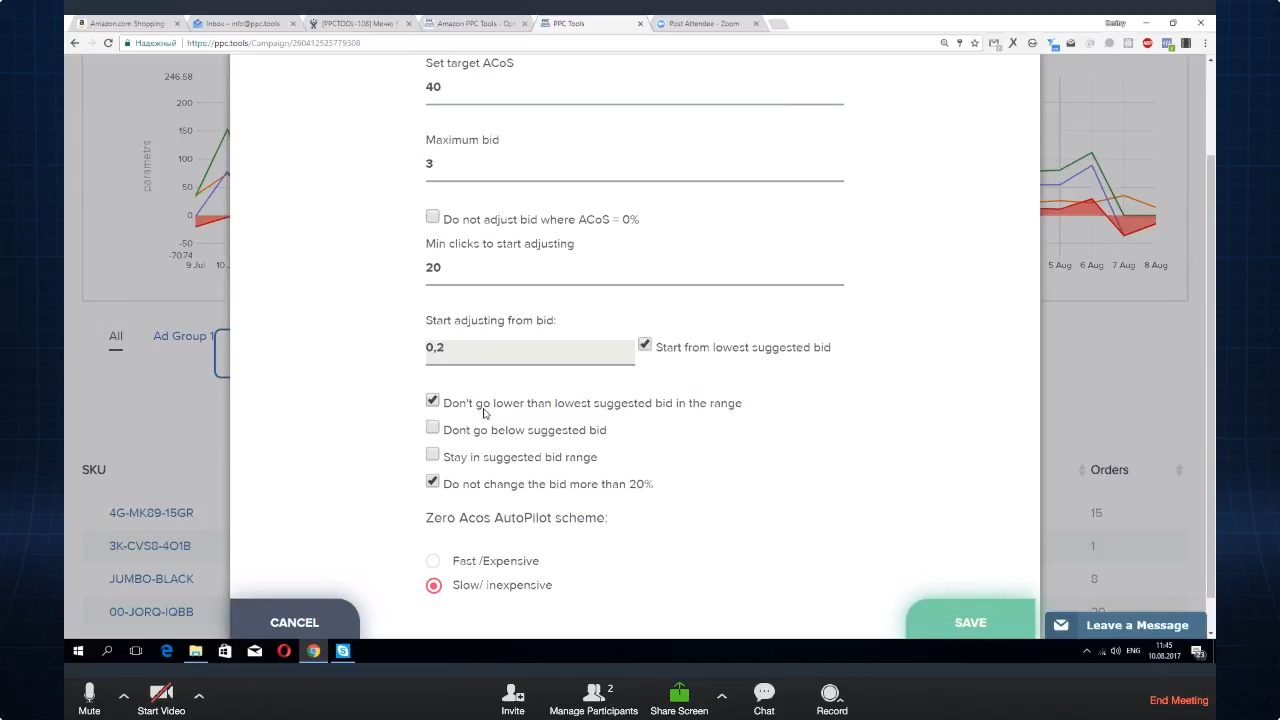 Amazon.com Shopping
Inbox – info@ppc.tools
[PPCTOOL-108] Меню S
Amazon PPC Tools - Opt
PPC Tools
Post Attendee - Zoom
Dmitry
Надежный
https://ppc.tools/Campaign/260412525779308
246.58
200
150
100
50
0
-50
-70.74
parametrs
9 Jul
10
5 Aug
6 Aug
7 Aug
8 Aug
Set target ACoS
40
Maximum bid
3
Do not adjust bid where ACoS = 0%
Min clicks to start adjusting
20
Start adjusting from bid:
0,2
Start from lowest suggested bid
Don't go lower than lowest suggested bid in the range
Dont go below suggested bid
Stay in suggested bid range
Do not change the bid more than 20%
Zero Acos AutoPilot scheme:
Fast /Expensive
Slow/ inexpensive
CANCEL
SAVE
All
Ad Group 1
SKU
Orders
4G-MK89-15GR
15
3K-CVS8-4O1B
1
JUMBO-BLACK
8
00-JORQ-IQBB
Leave a Message
ENG
11:45
10.08.2017
23
Mute
Start Video
Invite
2
Manage Participants
Share Screen
Chat
Record
End Meeting